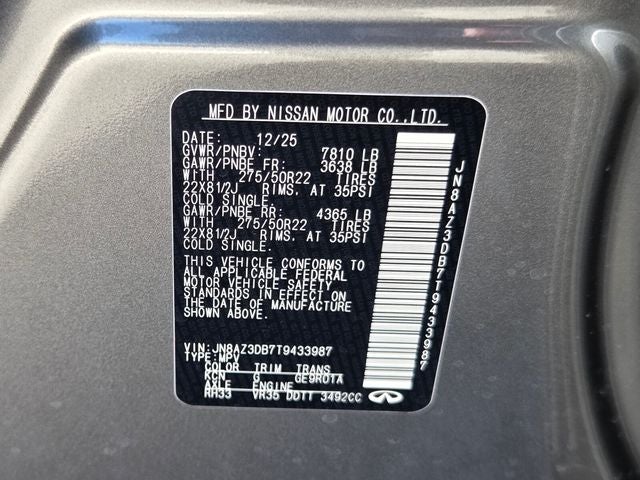 MFD BY NISSAN MOTOR CO.,LTD.
DATE: 12/25
GVWR/PNBV: 7810 LB
GAWR/PNBE FR: 3638 LB
WITH 275/50R22 TIRES
22X81/2J RIMS, AT 35PSI
COLD SINGLE.
GAWR/PNBE RR: 4365 LB
WITH 275/50R22 TIRES
22X81/2J RIMS, AT 35PSI
COLD SINGLE.
THIS VEHICLE CONFORMS TO
ALL APPLICABLE FEDERAL
MOTOR VEHICLE SAFETY
STANDARDS IN EFFECT ON
THE DATE OF MANUFACTURE
SHOWN ABOVE.
VIN: JN8AZ3DB7T9433987
TYPE: MPV
COLOR TRIM TRANS
KCN G GE9R01A
AXLE ENGINE
RH33 VR35 DDTT 3492CC
JN8AZ3DB7T9433987